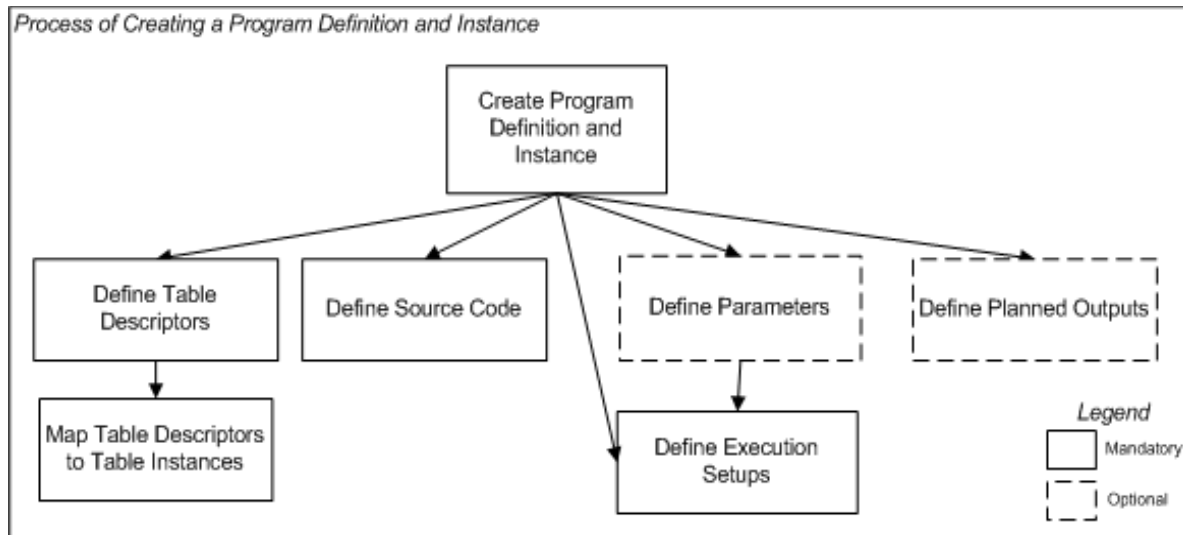 Process of Creating a Program Definition and Instance
Create Program
Definition and
Instance
Define Table
Descriptors
Define Source Code
Define Parameters
Define Planned Outputs
Map Table Descriptors
to Table Instances
Define Execution
Setups
Legend
Mandatory
Optional